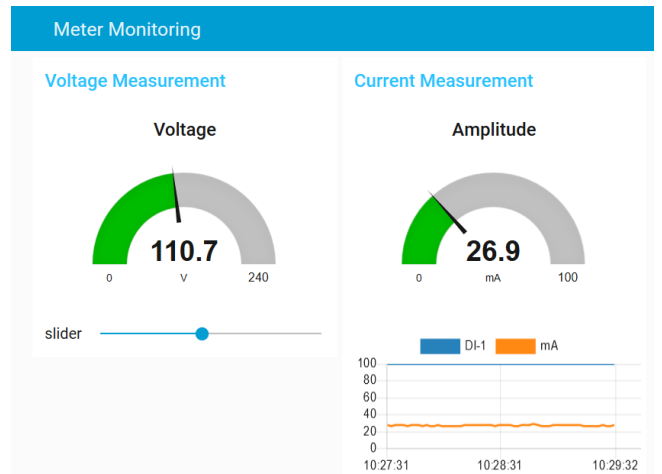 Meter Monitoring
Voltage Measurement
Voltage
110.7
0 V 240
slider
Current Measurement
Amplitude
26.9
0 mA 100
DI-1 mA
100
80
60
40
20
0
10:27:31 10:28:31 10:29:32